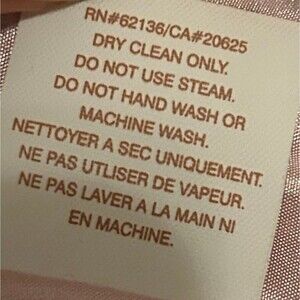 RN#62136/CA#20625
DRY CLEAN ONLY.
DO NOT USE STEAM.
DO NOT HAND WASH OR
MACHINE WASH.
NETTOYER A SEC UNIQUEMENT.
NE PAS UTLISER DE VAPEUR.
NE PAS LAVER A LA MAIN NI
EN MACHINE.